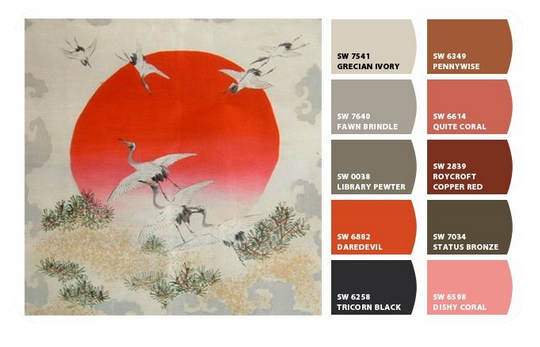 SW 7541
GRECIAN IVORY
SW 6349
PENNYWISE
SW 7640
FAWN BRINDLE
SW 6614
QUITE CORAL
SW 0038
LIBRARY PEWTER
SW 2839
ROYCROFT
COPPER RED
SW 6882
DAREDEVIL
SW 7034
STATUS BRONZE
SW 6258
TRICORN BLACK
SW 6598
DISHY CORAL